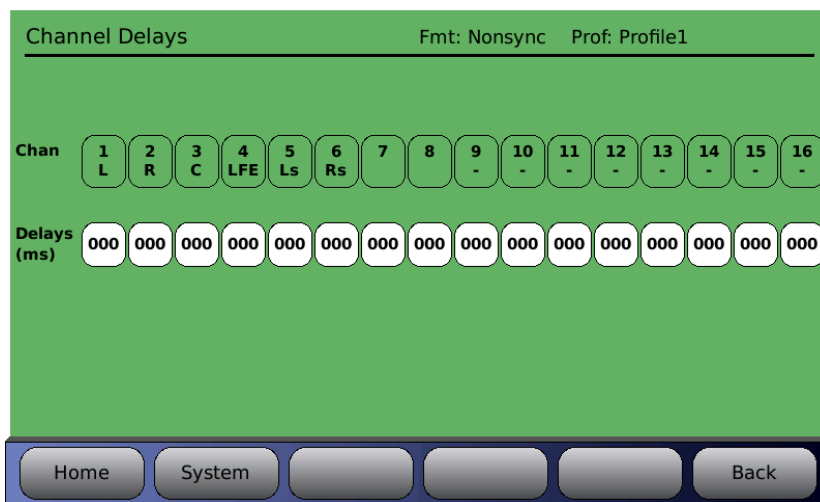 Channel Delays Fmt: Nonsync Prof: Profile1
Chan 1 2 3 4 5 6 7 8 9 10 11 12 13 14 15 16
L R C LFE Ls Rs - - - - - - - -
Delays (ms) 000 000 000 000 000 000 000 000 000 000 000 000 000 000 000 000
Home System Back